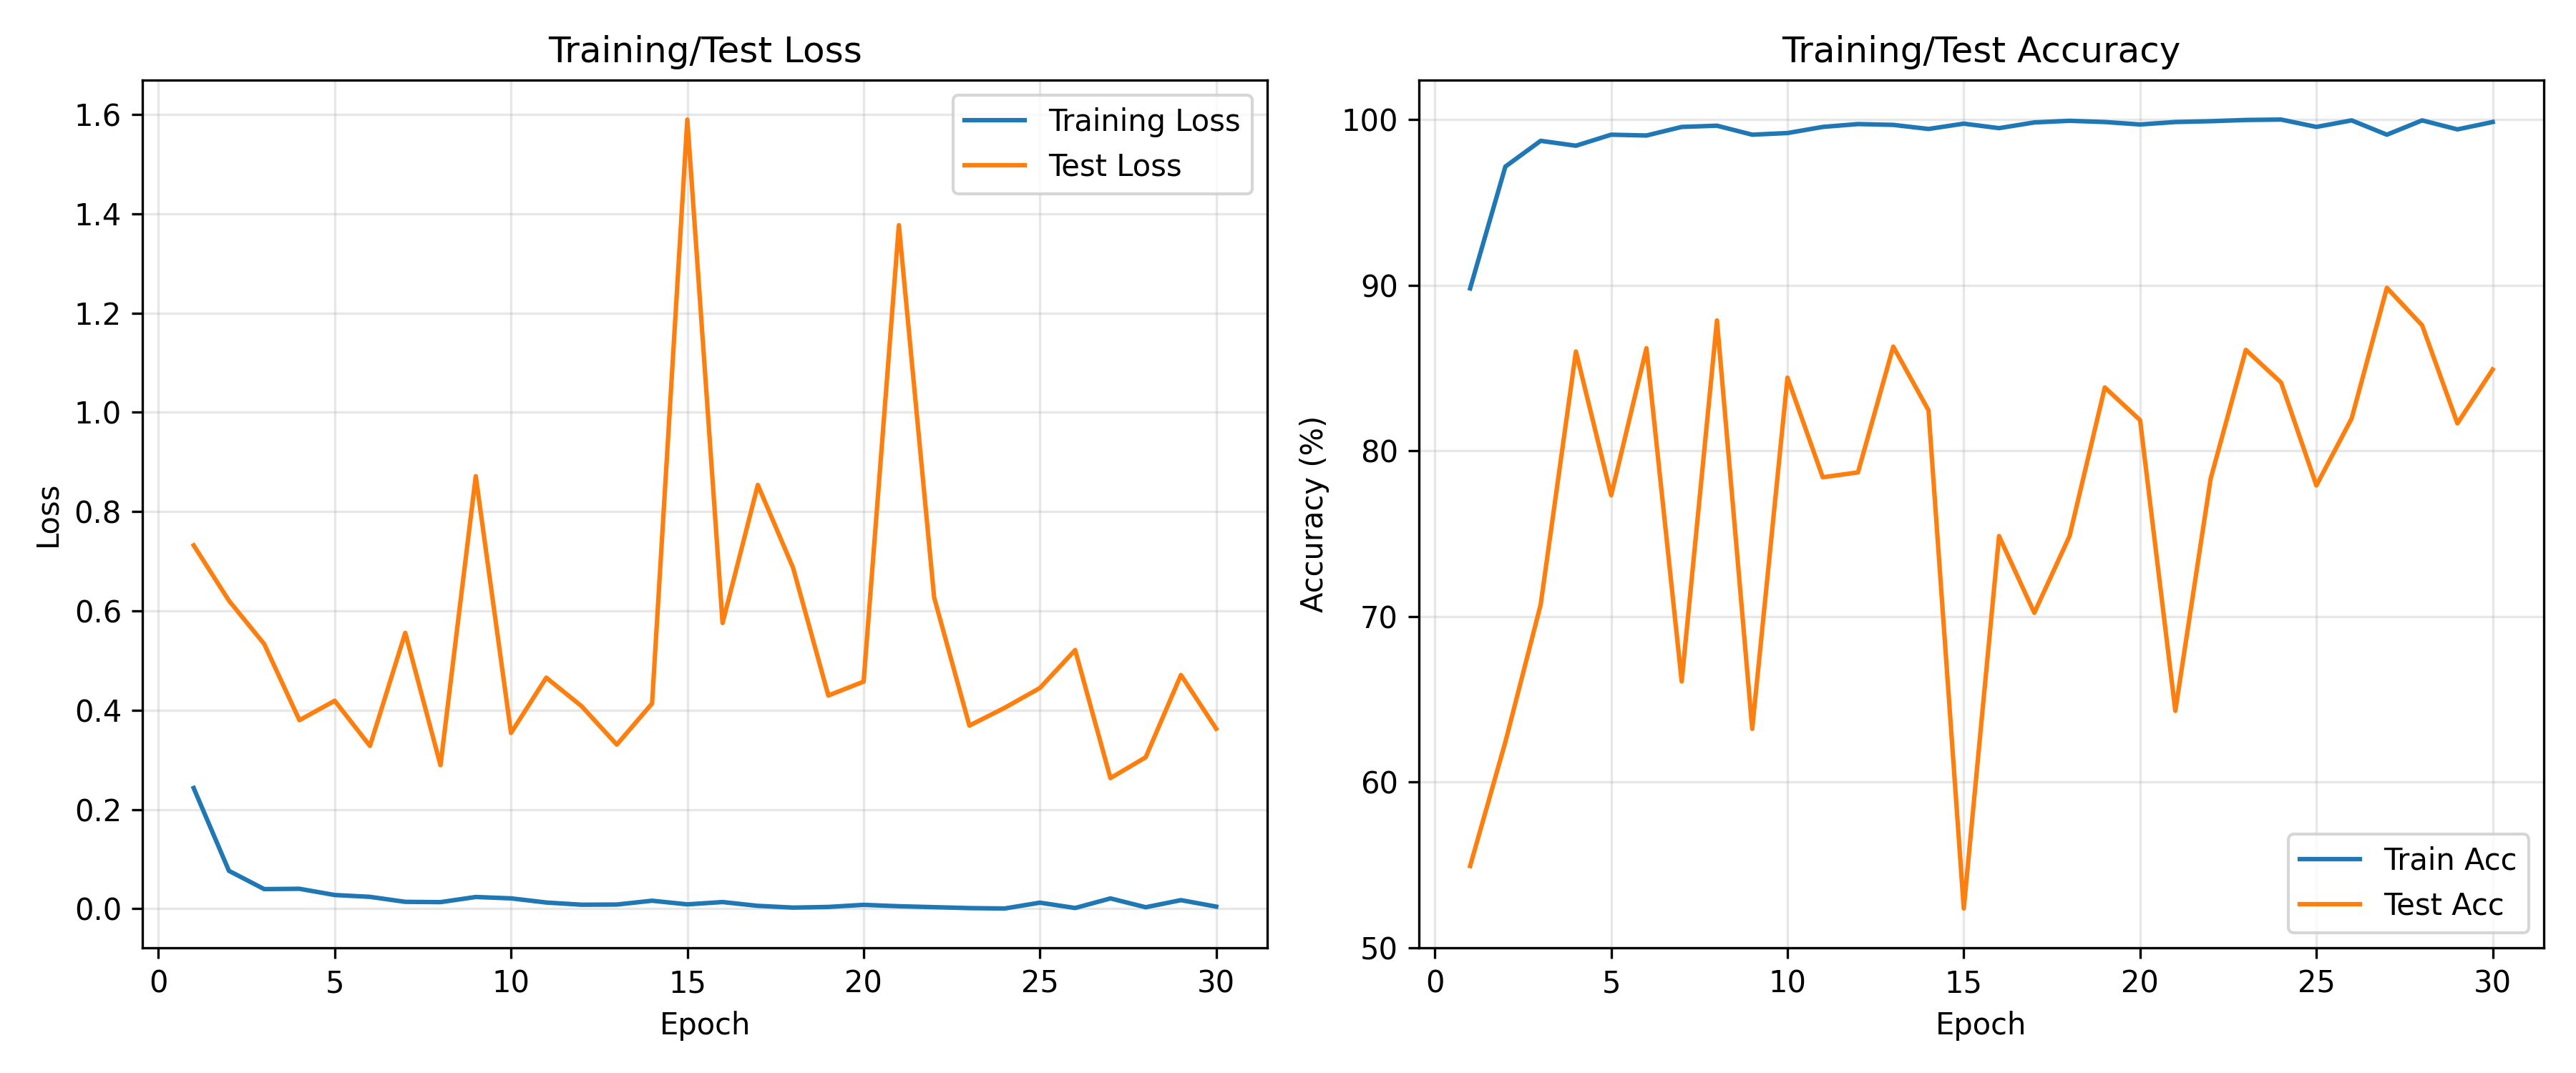 Training/Test Loss
1.6
1.4
1.2
1.0
0.8
0.6
0.4
0.2
0.0
Loss
Training Loss
Test Loss
0 5 10 15 20 25 30
Epoch
Training/Test Accuracy
100
90
80
70
60
50
Accuracy (%)
Train Acc
Test Acc
0 5 10 15 20 25 30
Epoch